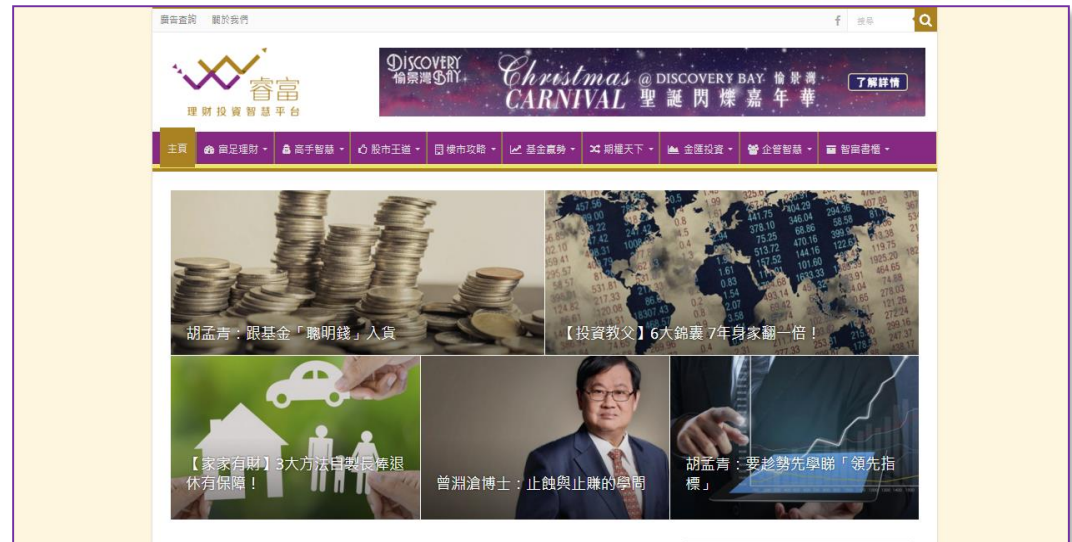 廣告查詢 關於我們
搜尋
睿富
理財投資智慧平台
DISCOVERY
愉景灣 BAY
Christmas @ DISCOVERY BAY 愉景灣
CARNIVAL 聖誕閃爍嘉年華
了解詳情
主頁 富足理財 高手智慧 股市王道 樓市攻略 基金赢勢 期權天下 金匯投資 企管智慧 智富書櫃
胡孟青：跟基金「聰明錢」入貨
【投資教父】6大錦囊 7年身家翻一倍！
【家家有財】3大方法自製長俸退
休有保障！
曾淵滄博士：止蝕與止賺的學問
胡孟青：要趁勢先學睇「領先指
標」